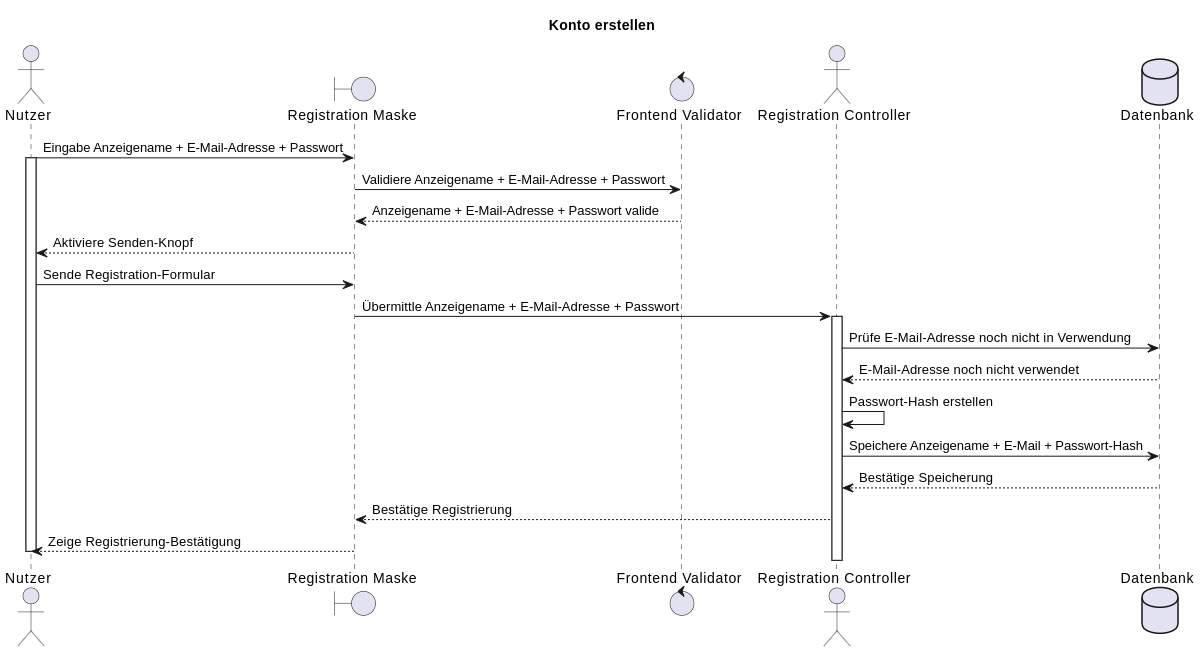 Konto erstellen
Nutzer
Registration Maske
Frontend Validator
Registration Controller
Datenbank
Eingabe Anzeigename + E-Mail-Adresse + Passwort
Validiere Anzeigename + E-Mail-Adresse + Passwort
Anzeigename + E-Mail-Adresse + Passwort valide
Aktiviere Senden-Knopf
Sende Registration-Formular
Übermittle Anzeigename + E-Mail-Adresse + Passwort
Prüfe E-Mail-Adresse noch nicht in Verwendung
E-Mail-Adresse noch nicht verwendet
Passwort-Hash erstellen
Speichere Anzeigename + E-Mail + Passwort-Hash
Bestätige Speicherung
Bestätige Registrierung
Zeige Registrierung-Bestätigung
Nutzer
Registration Maske
Frontend Validator
Registration Controller
Datenbank